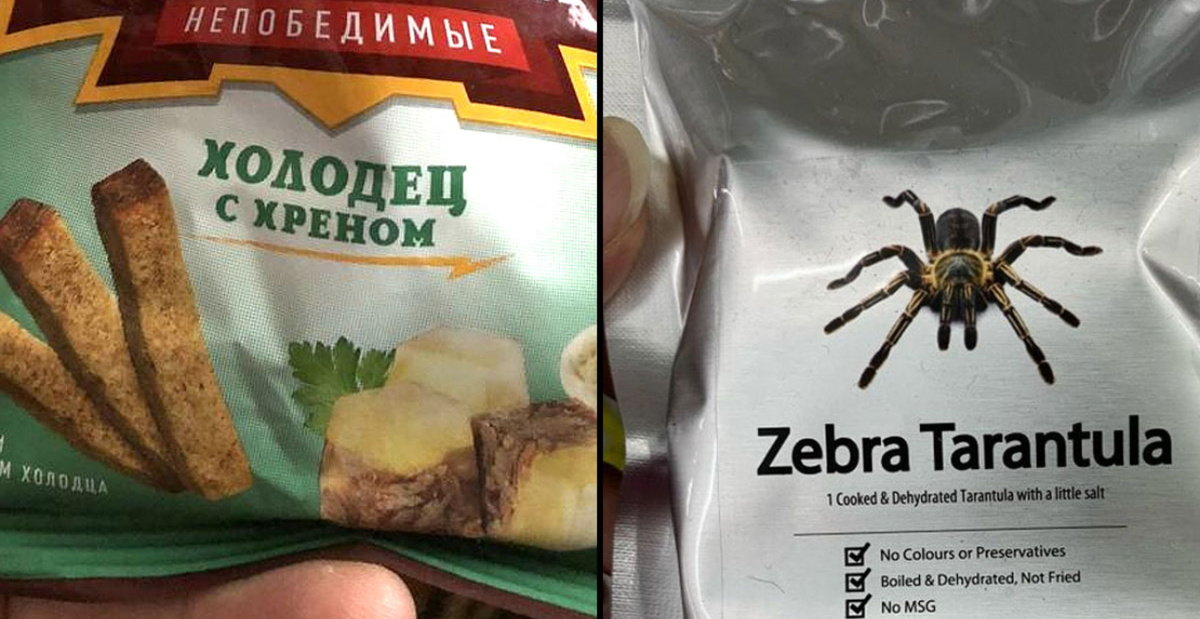 НЕПОБЕДИМЫЕ
ХОЛОДЕЦ
С ХРЕНОМ
ХОЛОДЦА
Zebra Tarantula
1 Cooked & Dehydrated Tarantula with a little salt
No Colours or Preservatives
Boiled & Dehydrated, Not Fried
No MSG